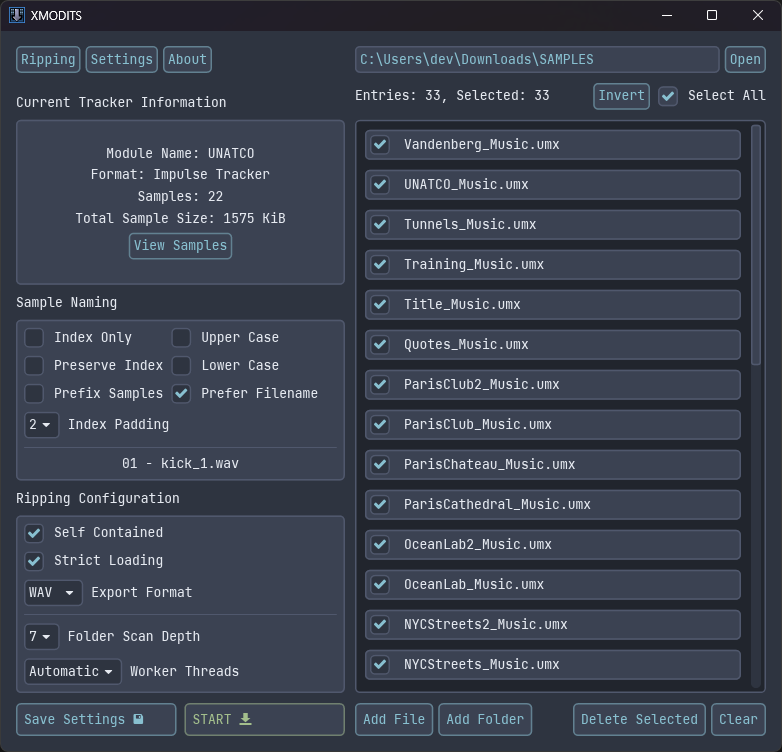 XMODITS
Ripping Settings About
Current Tracker Information
Module Name: UNATCO
Format: Impulse Tracker
Samples: 22
Total Sample Size: 1575 KiB
View Samples
Sample Naming
Index Only Upper Case
Preserve Index Lower Case
Prefix Samples Prefer Filename
2 Index Padding
01 - kick_1.wav
Ripping Configuration
Self Contained
Strict Loading
WAV Export Format
7 Folder Scan Depth
Automatic Worker Threads
Save Settings START
C:\Users\dev\Downloads\SAMPLES Open
Entries: 33, Selected: 33 Invert Select All
Vandenberg_Music.umx
UNATCO_Music.umx
Tunnels_Music.umx
Training_Music.umx
Title_Music.umx
Quotes_Music.umx
ParisClub2_Music.umx
ParisClub_Music.umx
ParisChateau_Music.umx
ParisCathedral_Music.umx
OceanLab2_Music.umx
OceanLab_Music.umx
NYCStreets2_Music.umx
NYCStreets_Music.umx
Add File Add Folder Delete Selected Clear